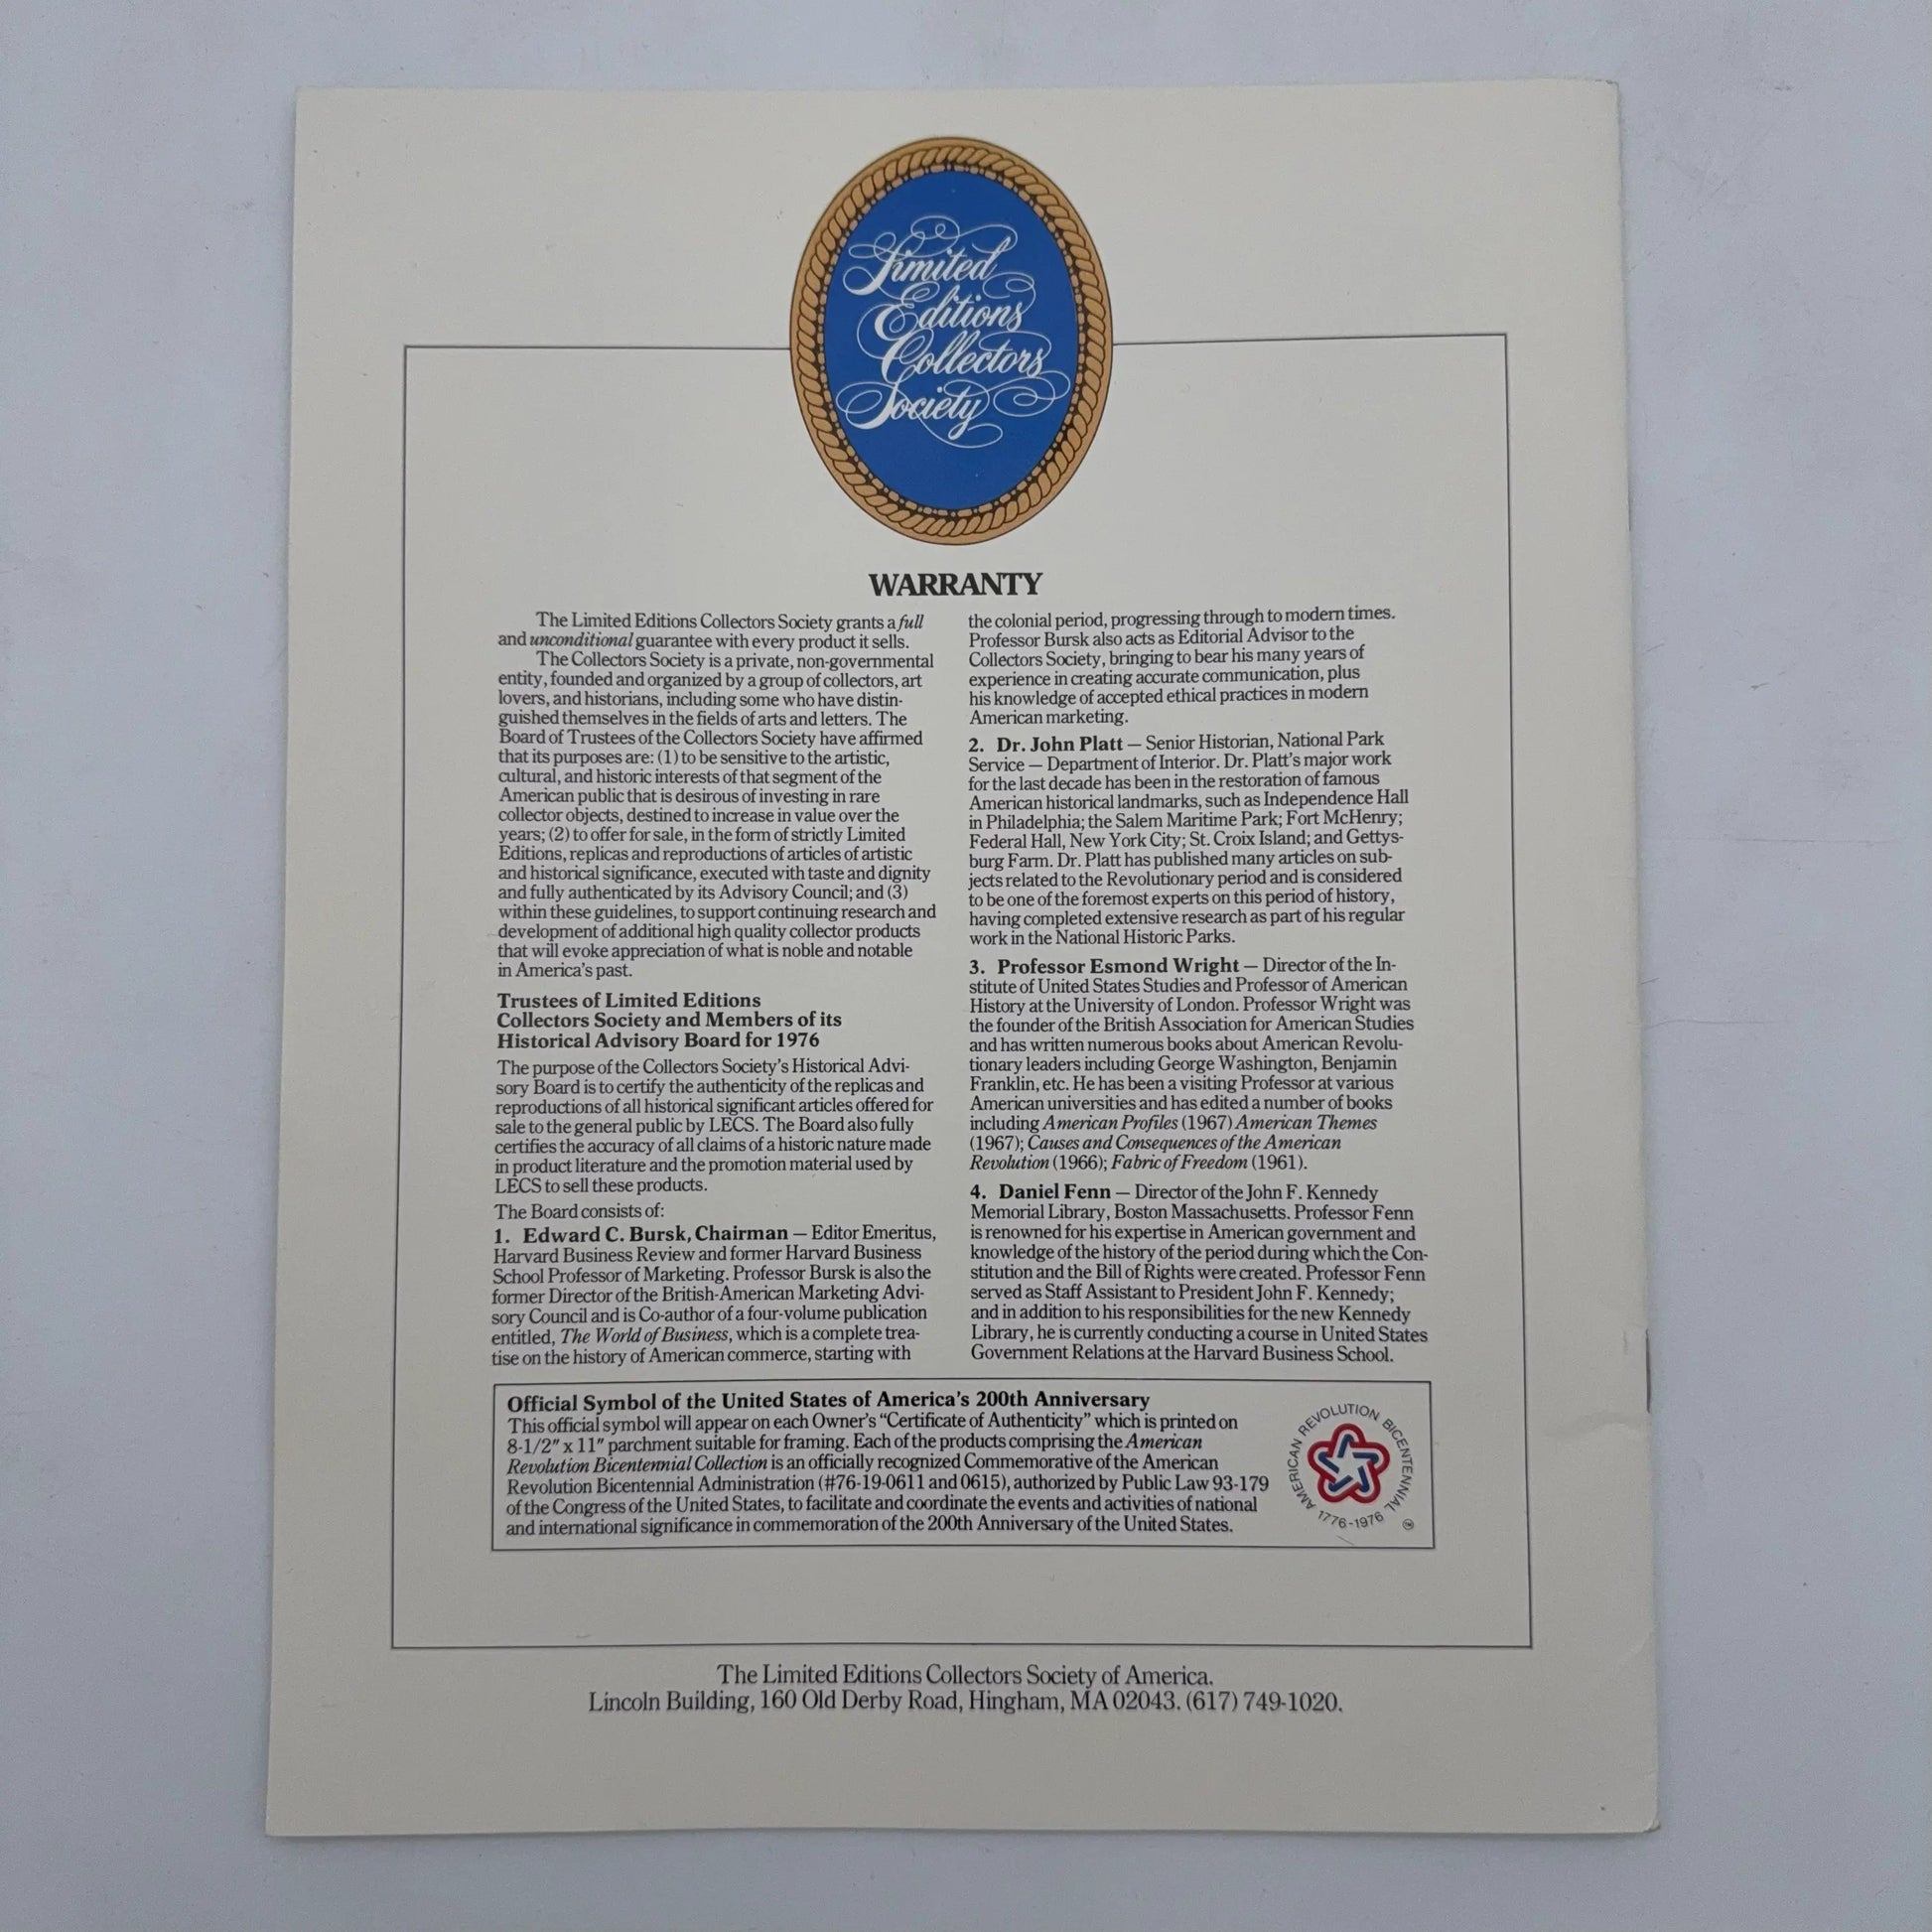 Limited
Editions
Collectors
Society
WARRANTY
The Limited Editions Collectors Society grants a full
and unconditional guarantee with every product it sells.
The Collectors Society is a private, non-governmental
entity, founded and organized by a group of collectors, art
lovers, and historians, including some who have distin-
guished themselves in the fields of arts and letters. The
Board of Trustees of the Collectors Society have affirmed
that its purposes are: (1) to be sensitive to the artistic,
cultural, and historic interests of that segment of the
American public that is desirous of investing in rare
collector objects, destined to increase in value over the
years; (2) to offer for sale, in the form of strictly Limited
Editions, replicas and reproductions of articles of artistic
and historical significance, executed with taste and dignity
and fully authenticated by its Advisory Council; and (3)
within these guidelines, to support continuing research and
development of additional high quality collector products
that will evoke appreciation of what is noble and notable
in America's past.
Trustees of Limited Editions
Collectors Society and Members of its
Historical Advisory Board for 1976
The purpose of the Collectors Society's Historical Advi-
sory Board is to certify the authenticity of the replicas and
reproductions of all historical significant articles offered for
sale to the general public by LECS. The Board also fully
certifies the accuracy of all claims of a historic nature made
in product literature and the promotion material used by
LECS to sell these products.
The Board consists of:
1. Edward C. Bursk, Chairman — Editor Emeritus,
Harvard Business Review and former Harvard Business
School Professor of Marketing. Professor Bursk is also the
former Director of the British-American Marketing Advi-
sory Council and is Co-author of a four-volume publication
entitled, The World of Business, which is a complete trea-
tise on the history of American commerce, starting with
the colonial period, progressing through to modern times.
Professor Bursk also acts as Editorial Advisor to the
Collectors Society, bringing to bear his many years of
experience in creating accurate communication, plus
his knowledge of accepted ethical practices in modern
American marketing.
2. Dr. John Platt — Senior Historian, National Park
Service — Department of Interior. Dr. Platt's major work
for the last decade has been in the restoration of famous
American historical landmarks, such as Independence Hall
in Philadelphia; the Salem Maritime Park; Fort McHenry;
Federal Hall, New York City; St. Croix Island; and Gettys-
burg Farm. Dr. Platt has published many articles on sub-
jects related to the Revolutionary period and is considered
to be one of the foremost experts on this period of history,
having completed extensive research as part of his regular
work in the National Historic Parks.
3. Professor Esmond Wright — Director of the In-
stitute of United States Studies and Professor of American
History at the University of London. Professor Wright was
the founder of the British Association for American Studies
and has written numerous books about American Revolu-
tionary leaders including George Washington, Benjamin
Franklin, etc. He has been a visiting Professor at various
American universities and has edited a number of books
including American Profiles (1967) American Themes
(1967); Causes and Consequences of the American
Revolution (1966); Fabric of Freedom (1961).
4. Daniel Fenn — Director of the John F. Kennedy
Memorial Library, Boston Massachusetts. Professor Fenn
is renowned for his expertise in American government and
knowledge of the history of the period during which the Con-
stitution and the Bill of Rights were created. Professor Fenn
served as Staff Assistant to President John F. Kennedy;
and in addition to his responsibilities for the new Kennedy
Library, he is currently conducting a course in United States
Government Relations at the Harvard Business School.
Official Symbol of the United States of America's 200th Anniversary
This official symbol will appear on each Owner's "Certificate of Authenticity" which is printed on
8-1/2" x 11" parchment suitable for framing. Each of the products comprising the American
Revolution Bicentennial Collection is an officially recognized Commemorative of the American
Revolution Bicentennial Administration (#76-19-0611 and 0615), authorized by Public Law 93-179
of the Congress of the United States, to facilitate and coordinate the events and activities of national
and international significance in commemoration of the 200th Anniversary of the United States.
AMERICAN REVOLUTION BICENTENNIAL
1776-1976
The Limited Editions Collectors Society of America.
Lincoln Building, 160 Old Derby Road, Hingham, MA 02043. (617) 749-1020.